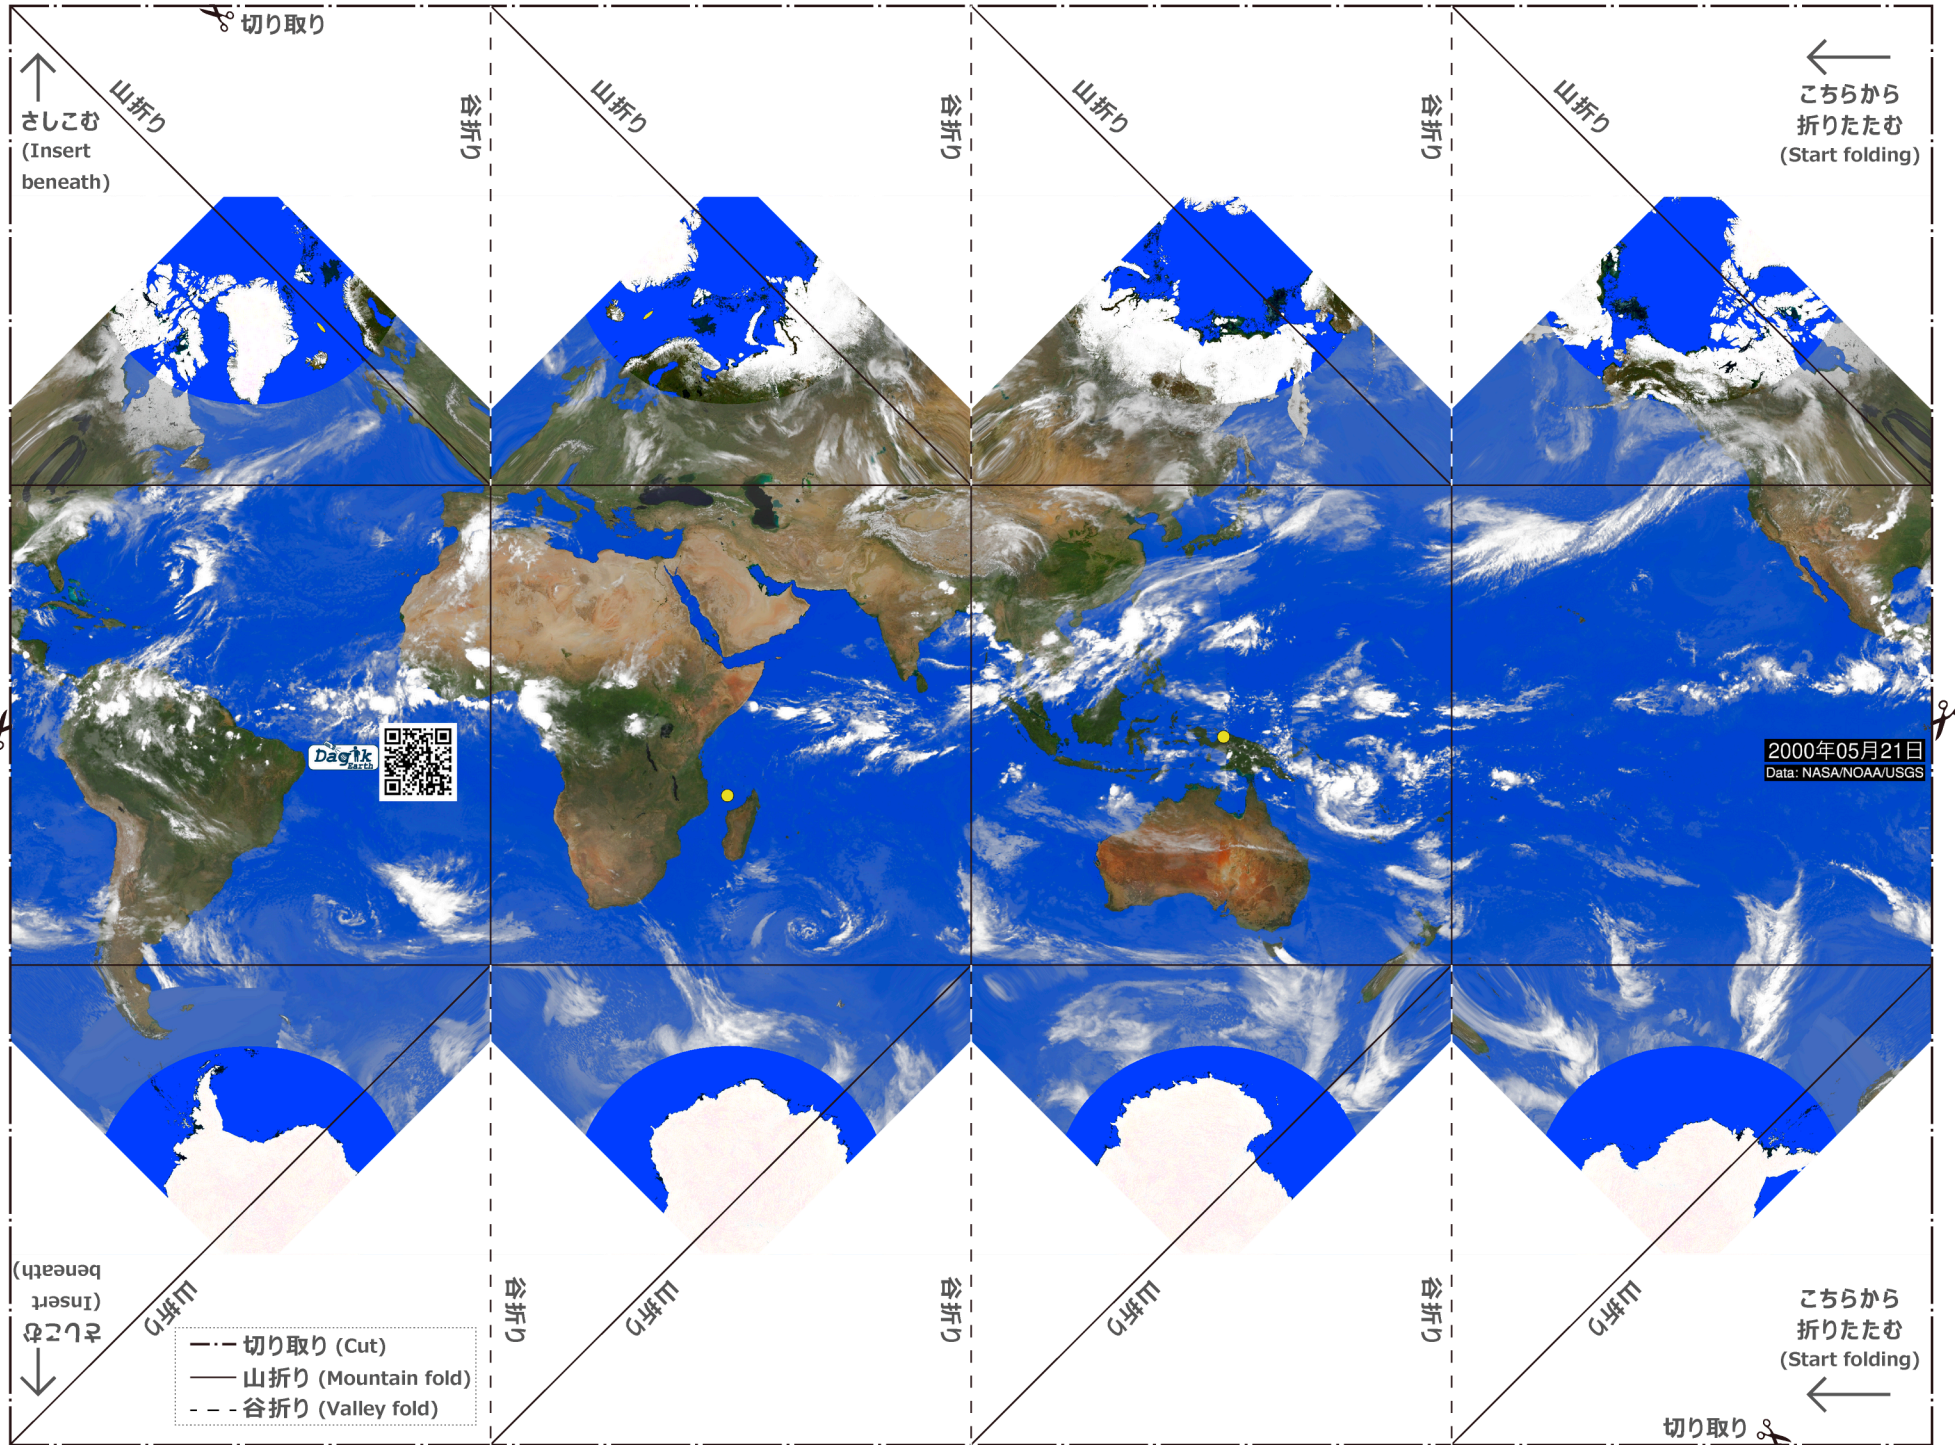 切り取り
さしこむ
(Insert
beneath)
山折り
谷折り
山折り
谷折り
山折り
谷折り
山折り
こちらから
折りたたむ
(Start folding)
Dagik
Earth
2000年05月21日
Data: NASA/NOAA/USGS
さしこむ
(Insert
beneath)
山折り
谷折り
山折り
谷折り
山折り
谷折り
山折り
こちらから
折りたたむ
(Start folding)
切り取り (Cut)
山折り (Mountain fold)
谷折り (Valley fold)
切り取り